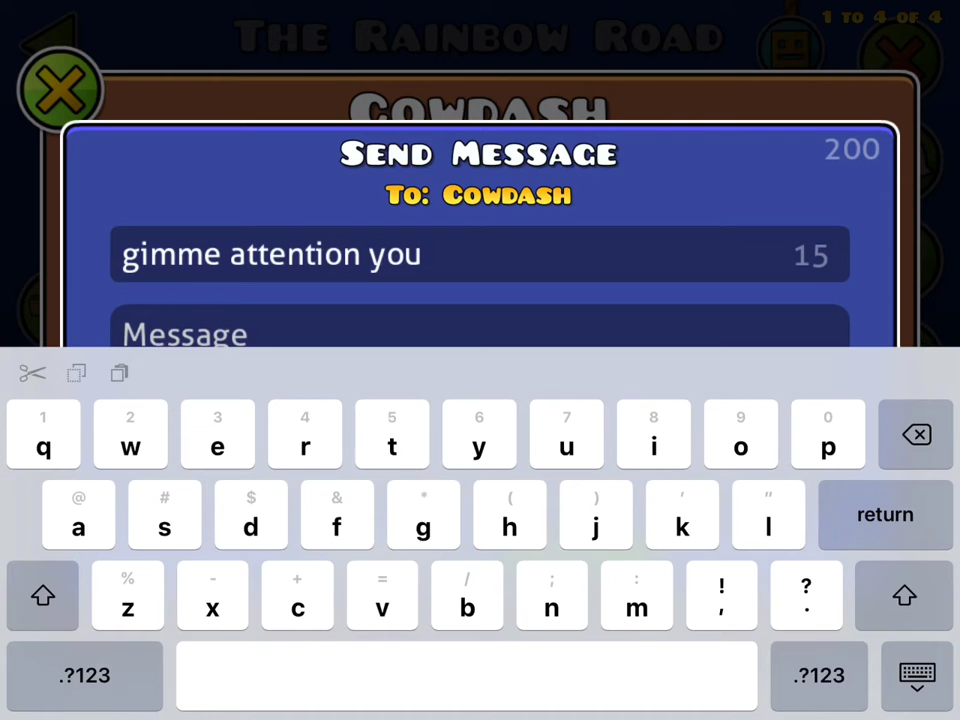 1 to 4 of 4
The Rainbow Road
Cowdash
Send Message
200
To: Cowdash
gimme attention you
15
Message
1 2 3 4 5 6 7 8 9 0
q w e r t y u i o p
@ # $ & * ( ) ' "
a s d f g h j k l return
% - + = / ; : ! ?
z x c v b n m , .
.?123 .?123